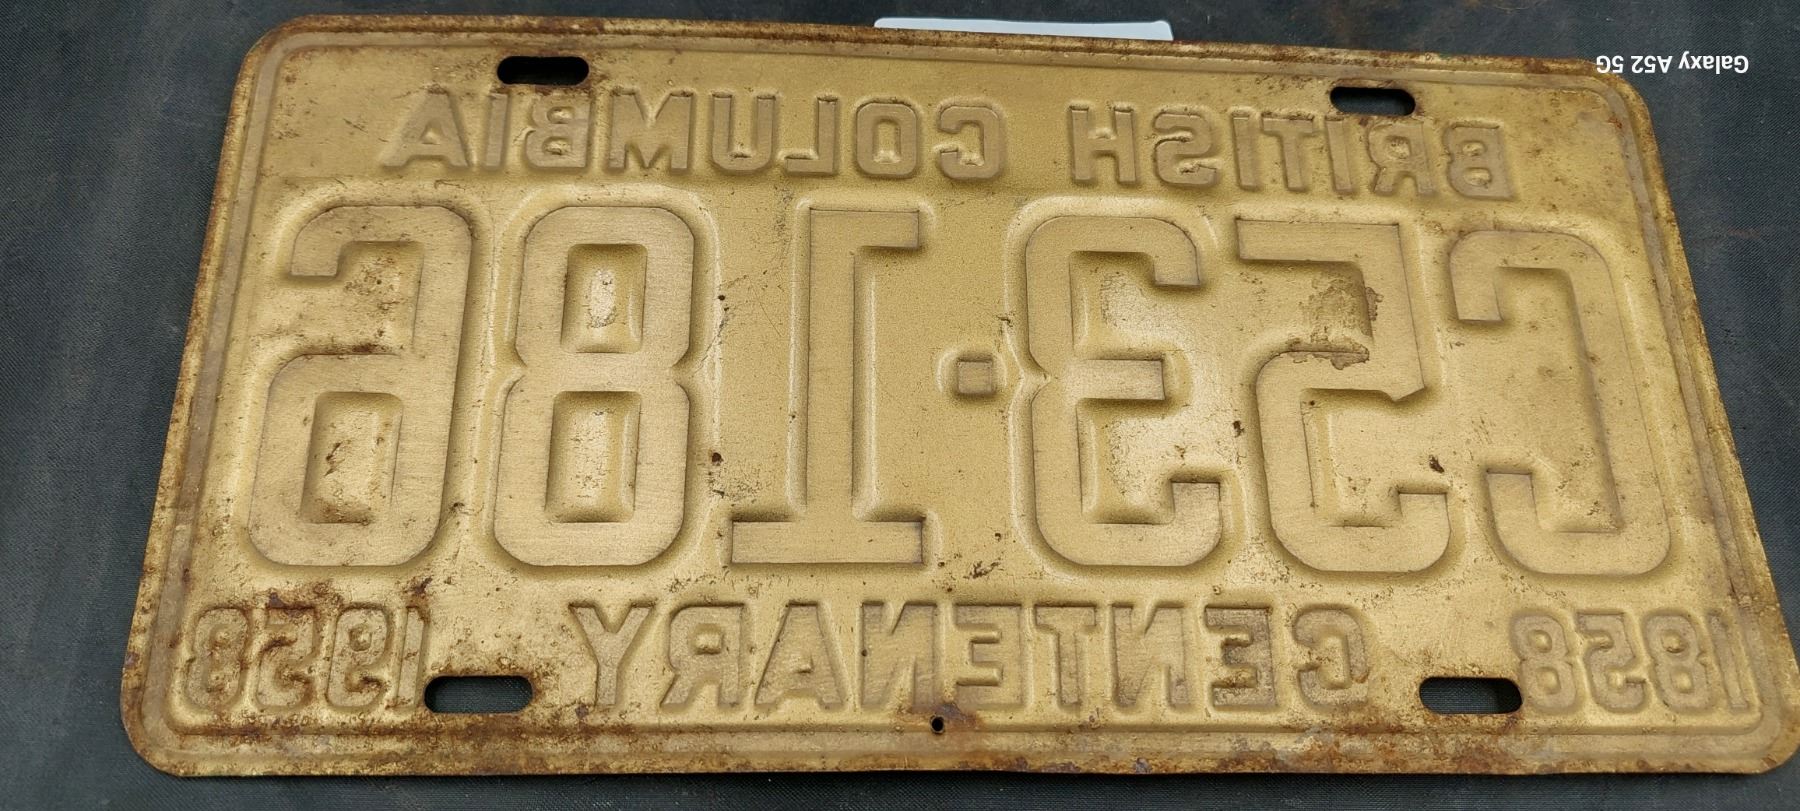 Galaxy A52 5G
BRITISH COLUMBIA
C53·186
1858 CENTENARY 1958